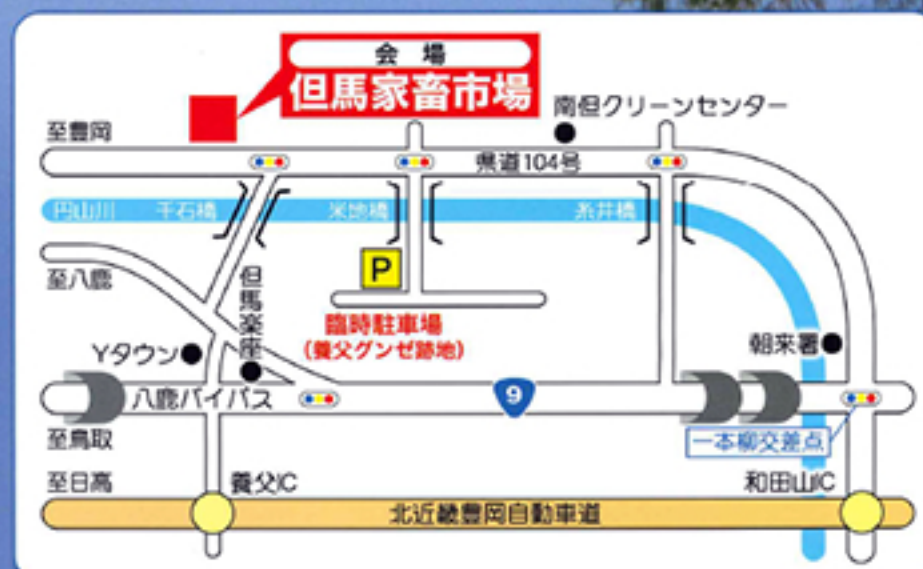 会場
但馬家畜市場
南但クリーンセンター
至豊岡
県道104号
円山川
千石橋
米地橋
糸井橋
P
至八鹿
但馬楽座
臨時駐車場
(養父グンゼ跡地)
Yタウン
朝来署
八鹿バイパス
9
至鳥取
一本柳交差点
至日高
養父IC
和田山IC
北近畿豊岡自動車道